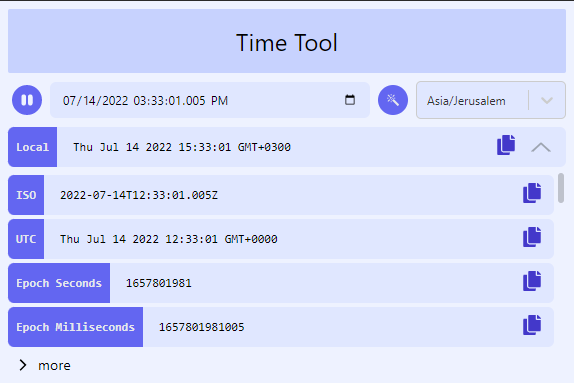 Time Tool
07/14/2022 03:33:01.005 PM
Asia/Jerusalem
Local Thu Jul 14 2022 15:33:01 GMT+0300
ISO 2022-07-14T12:33:01.005Z
UTC Thu Jul 14 2022 12:33:01 GMT+0000
Epoch Seconds 1657801981
Epoch Milliseconds 1657801981005
more